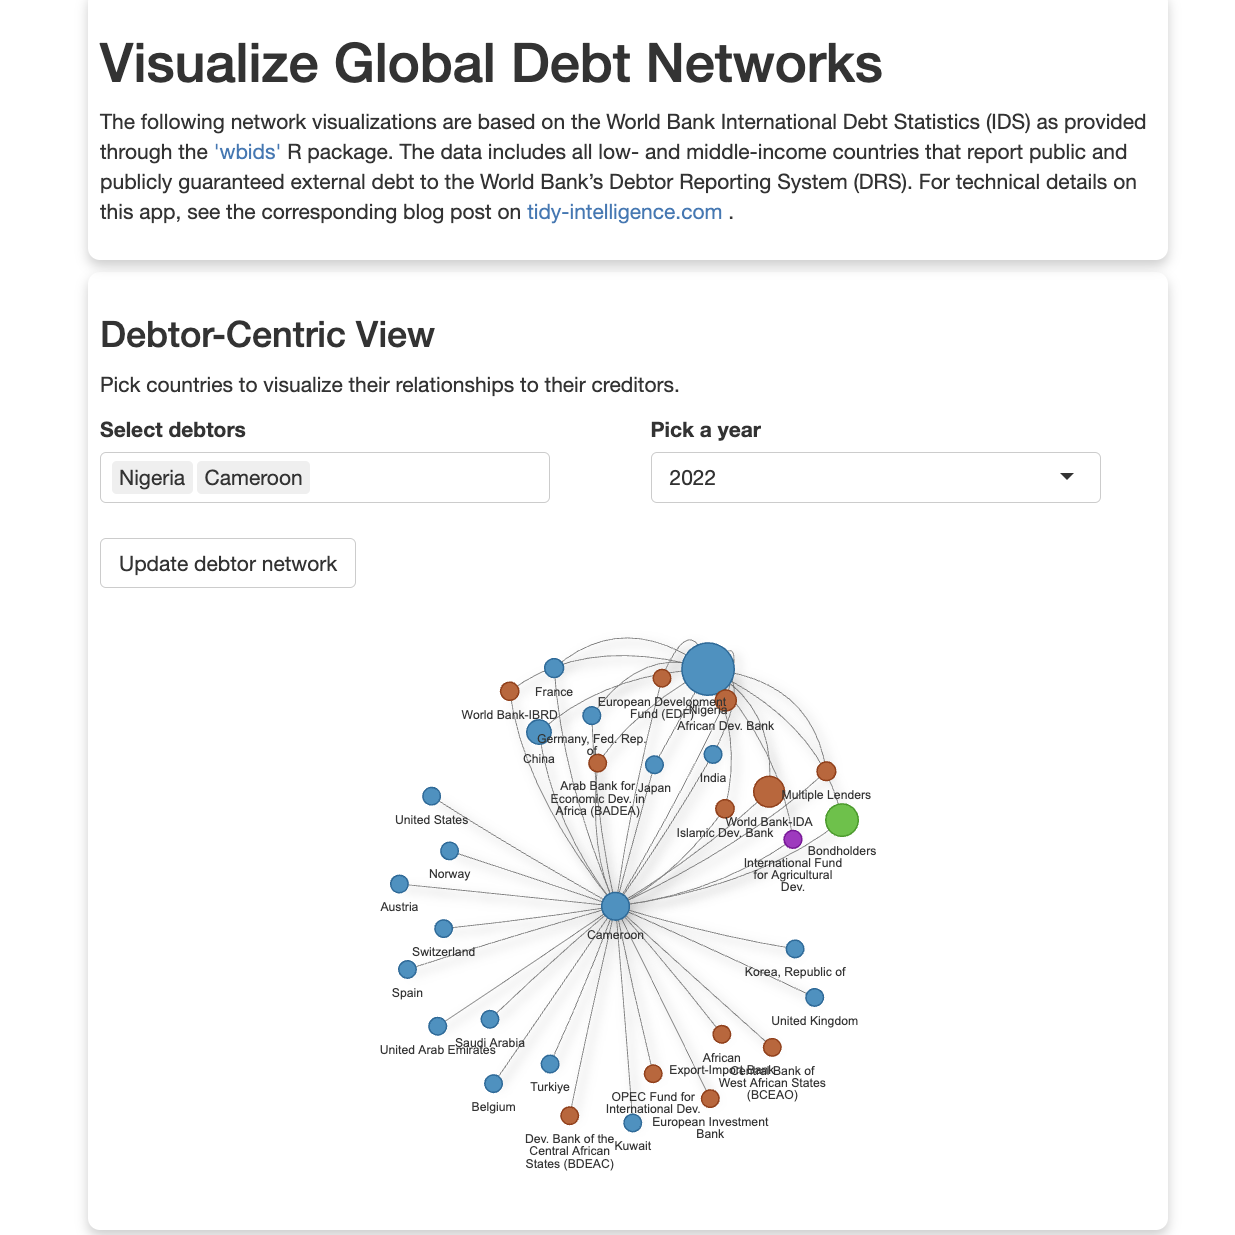 Visualize Global Debt Networks
The following network visualizations are based on the World Bank International Debt Statistics (IDS) as provided
through the 'wbids' R package. The data includes all low- and middle-income countries that report public and
publicly guaranteed external debt to the World Bank’s Debtor Reporting System (DRS). For technical details on
this app, see the corresponding blog post on tidy-intelligence.com .
Debtor-Centric View
Pick countries to visualize their relationships to their creditors.
Select debtors
Pick a year
Nigeria Cameroon
2022
Update debtor network
France
World Bank-IBRD
European Development
Fund (EDF)
Nigeria
African Dev. Bank
Germany, Fed. Rep.
of
China
India
Arab Bank for
Economic Dev. in
Africa (BADEA)
Japan
Multiple Lenders
World Bank-IDA
Islamic Dev. Bank
United States
Bondholders
International Fund
for Agricultural
Dev.
Norway
Austria
Cameroon
Switzerland
Korea, Republic of
Spain
United Kingdom
Saudi Arabia
United Arab Emirates
African
Export-Import Bank
Central Bank of
West African States
(BCEAO)
Turkiye
Belgium
OPEC Fund for
International Dev.
European Investment
Bank
Dev. Bank of the
Central African
States (BDEAC)
Kuwait